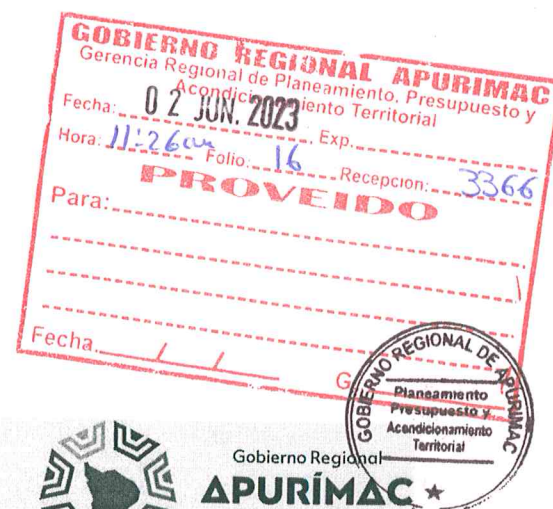 GOBIERNO REGIONAL APURIMAC
Gerencia Regional de Planeamiento, Presupuesto y
Acondicionamiento Territorial
Fecha: 02 JUN. 2023 Exp.
Hora: 11:26am Folio: 16 Recepcion: 3366
PROVEIDO
Para:
Fecha. / /
G
GOBIERNO REGIONAL DE APURIMAC
Planeamiento
Presupuesto y
Acondicionamiento
Territorial
Gobierno Regional
APURÍMAC